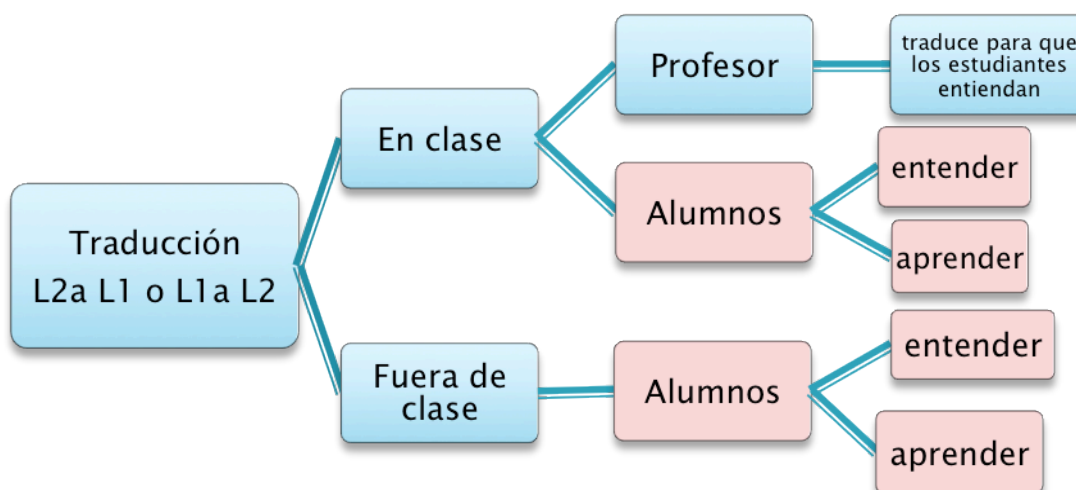 Traducción
L2a L1 o L1a L2
En clase
Profesor
traduce para que
los estudiantes
entiendan
Alumnos
entender
aprender
Fuera de
clase
Alumnos
entender
aprender